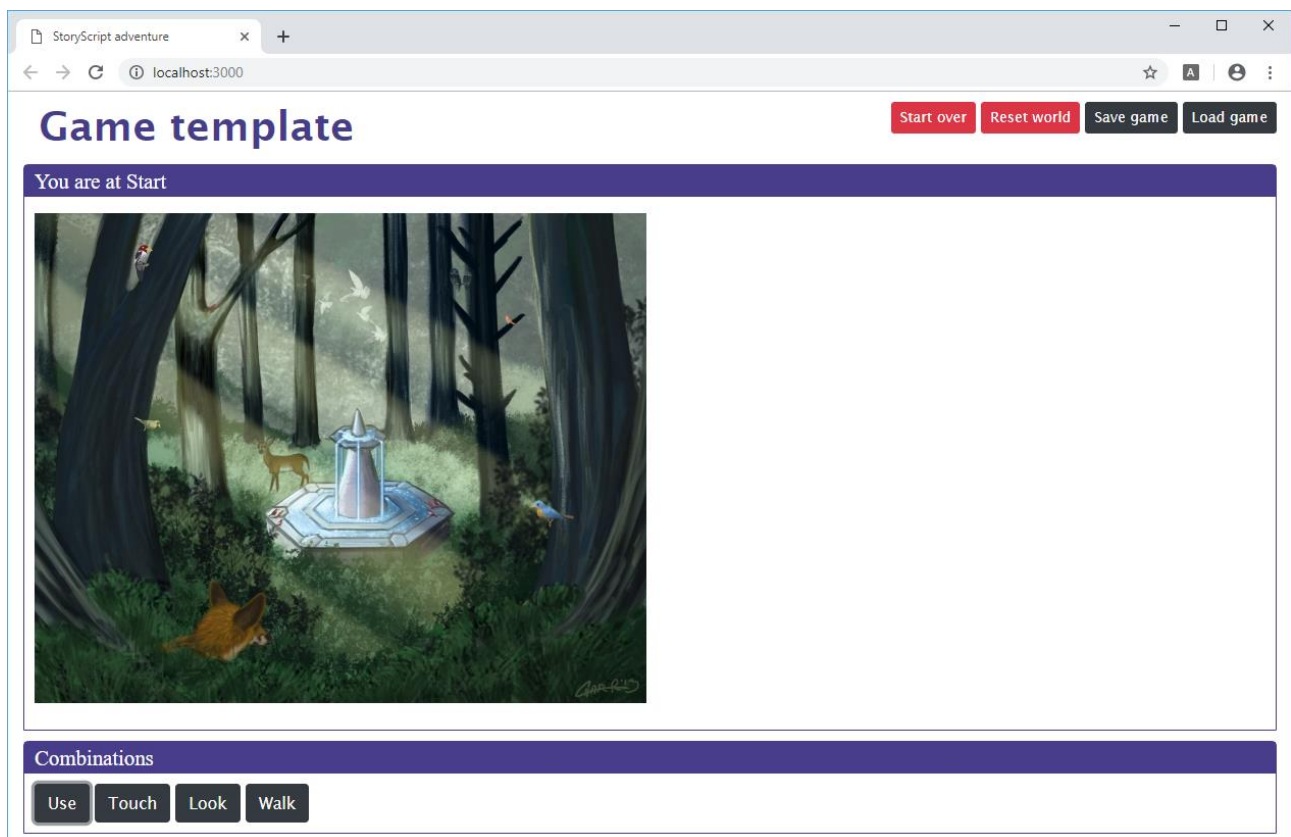 StoryScript adventure
localhost:3000
A
Game template
Start over Reset world Save game Load game
You are at Start
Combinations
Use Touch Look Walk